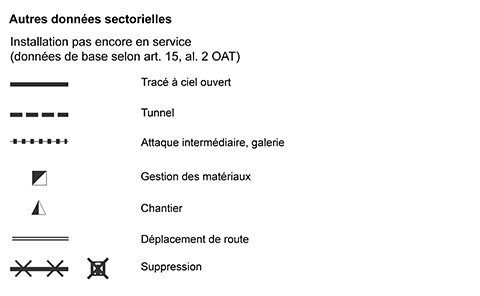 Autres données sectorielles
Installation pas encore en service
(données de base selon art. 15, al. 2 OAT)
Tracé à ciel ouvert
Tunnel
Attaque intermédiaire, galerie
Gestion des matériaux
Chantier
Déplacement de route
Suppression